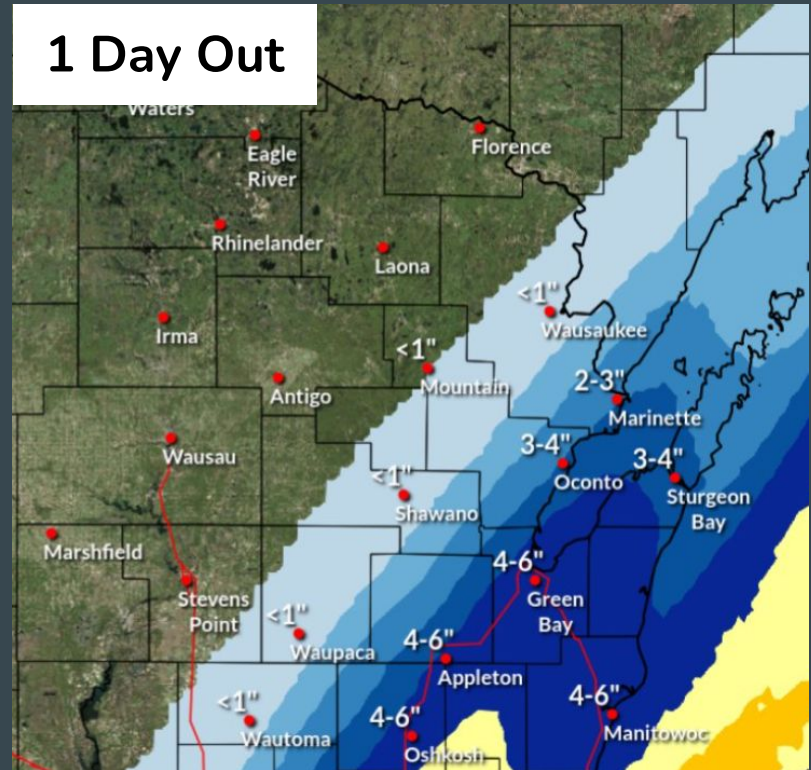 1 Day Out
Waters
Eagle
River
Florence
Rhinelander
Laona
<1"
Wausaukee
Irma
<1"
Mountain
Antigo
2-3"
Marinette
Wausau
3-4"
Oconto
3-4"
Sturgeon
Bay
<1"
Shawano
Marshfield
4-6"
Green
Bay
Stevens
Point
<1"
Waupaca
4-6"
Appleton
<1"
Wautoma
4-6"
Oshkosh
4-6"
Manitowoc